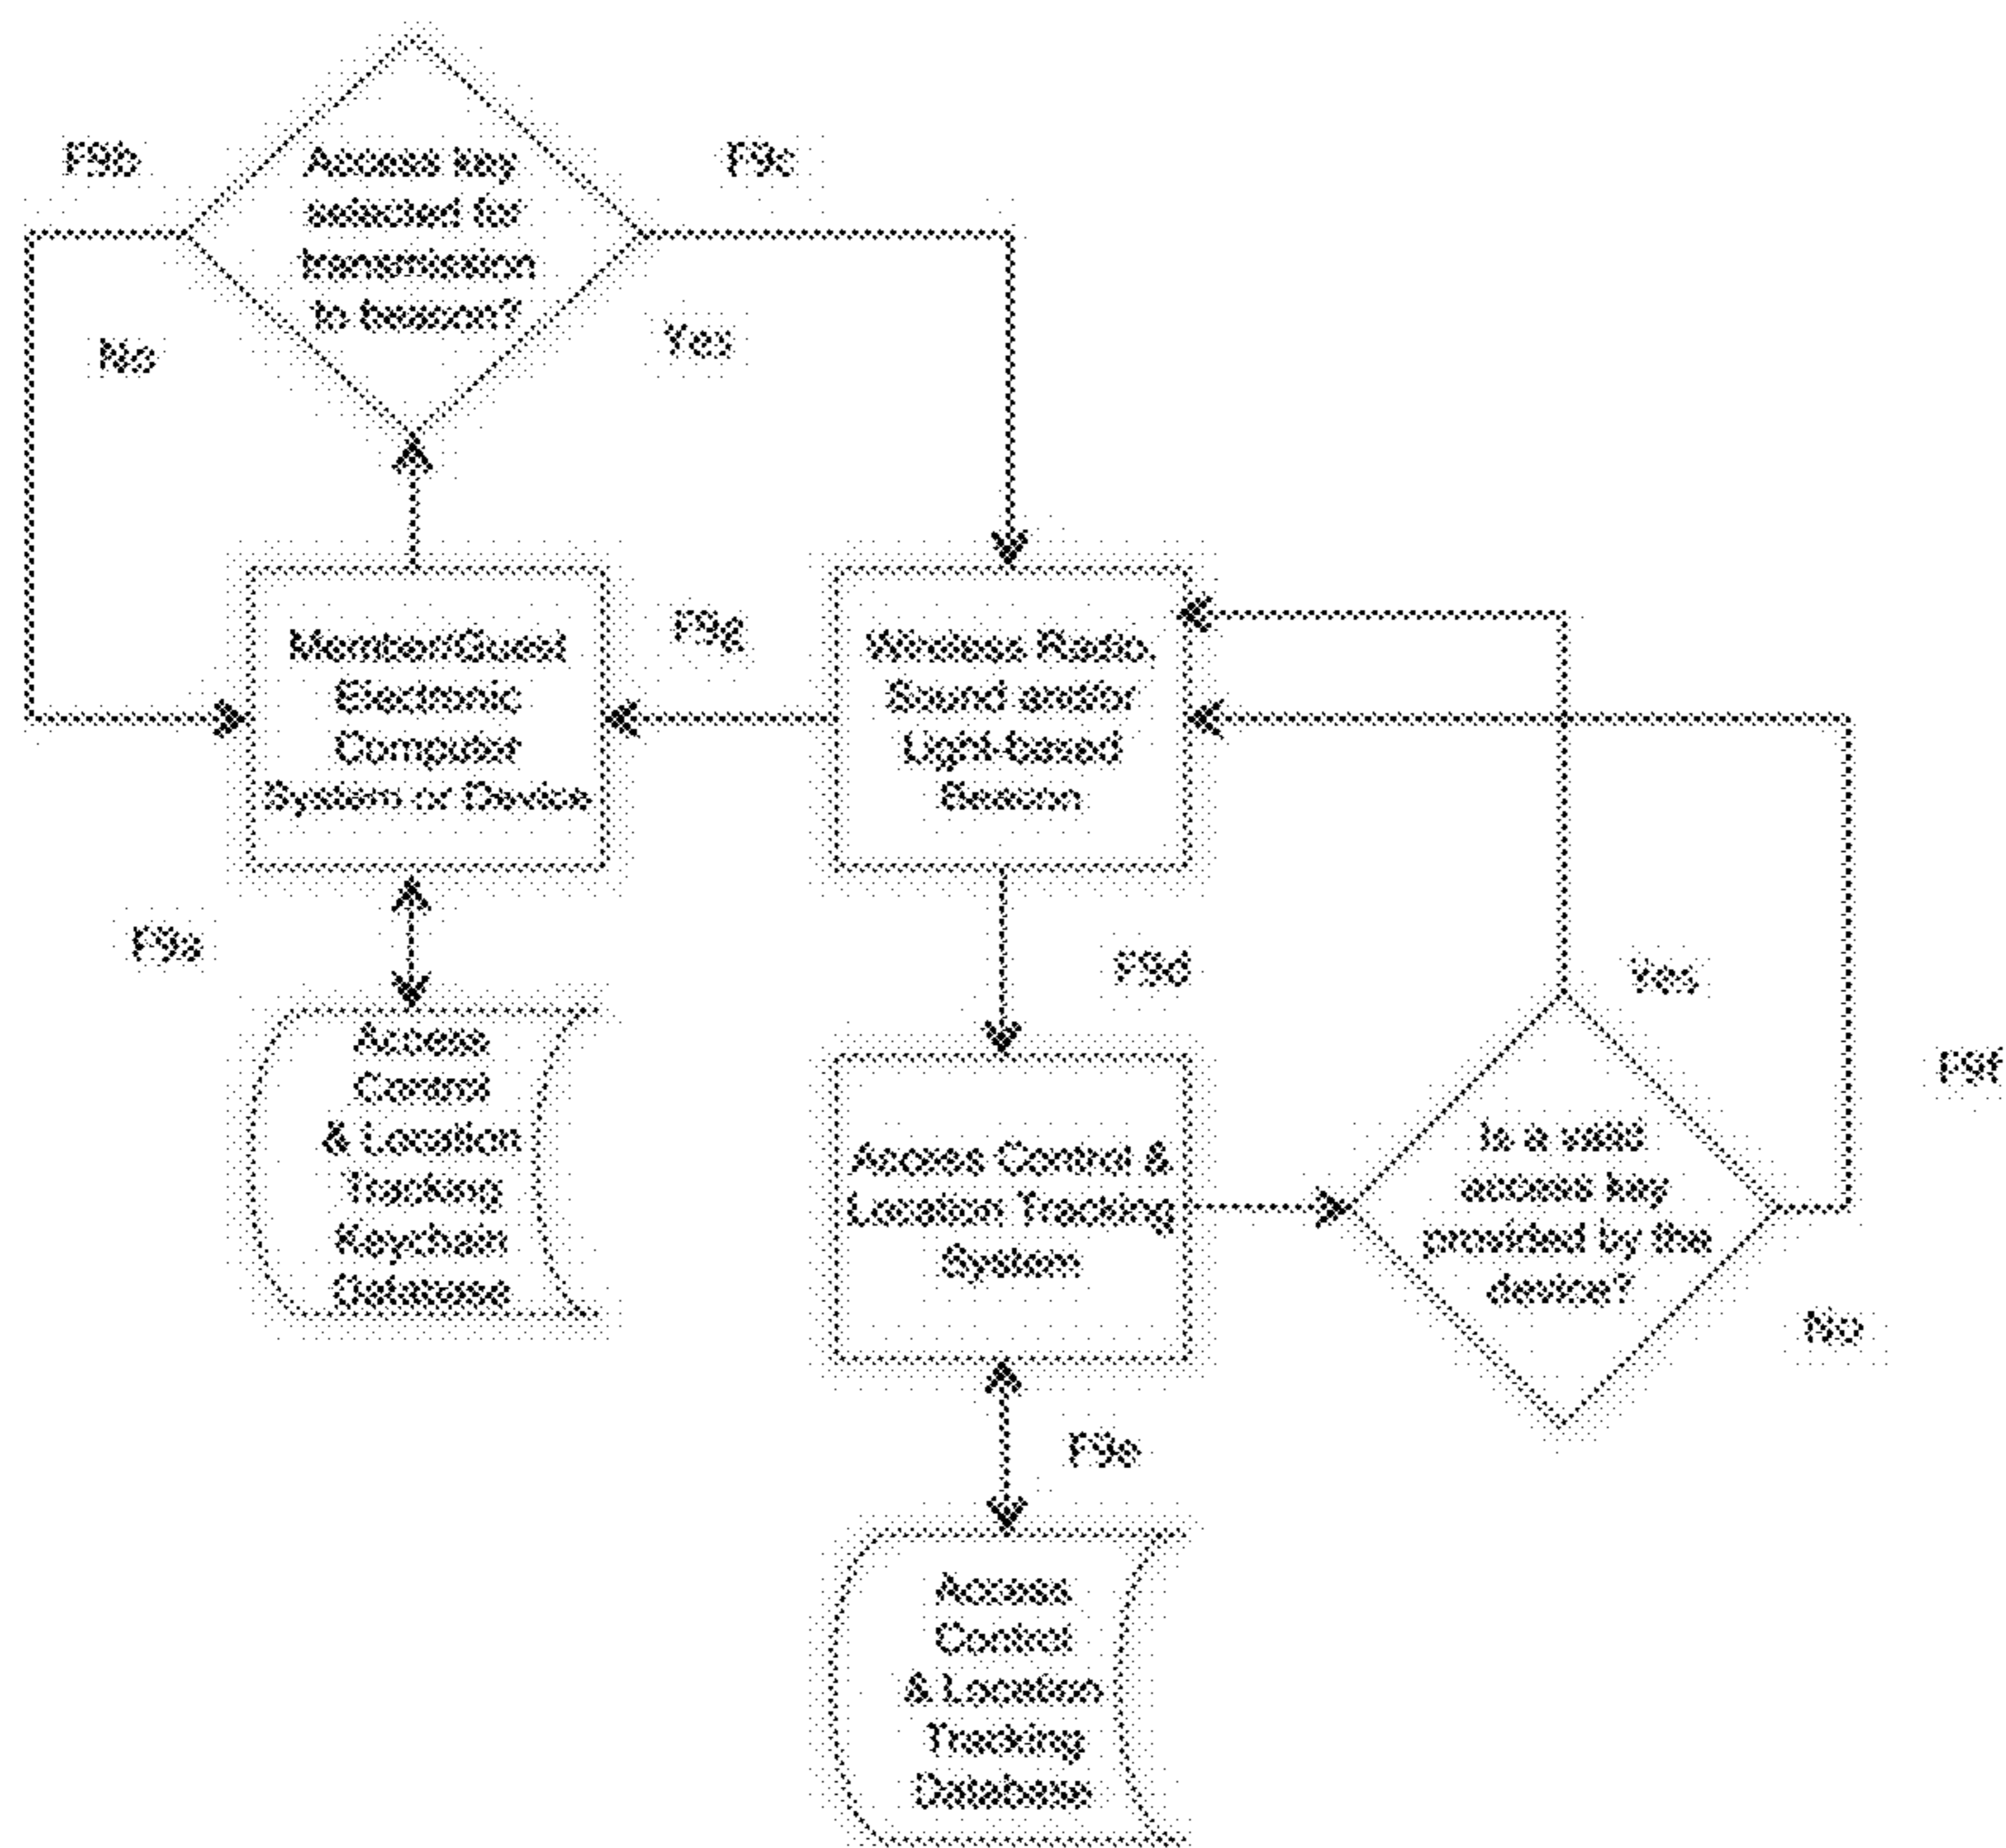 F9b
F9c
Access key
selected for
transmission
to beacon?
No
Yes
Member/Guest
Electronic
Computer
System or Device
F9g
Wireless Radio,
Sound and/or
Light-based
Beacon
F9a
F9d
Yes
Access
Control
& Location
Tracking
Keychain
Database
F9f
Access Control &
Location Tracking
System
Is a valid
access key
provided by the
device?
No
F9e
Access
Control
& Location
Tracking
Database